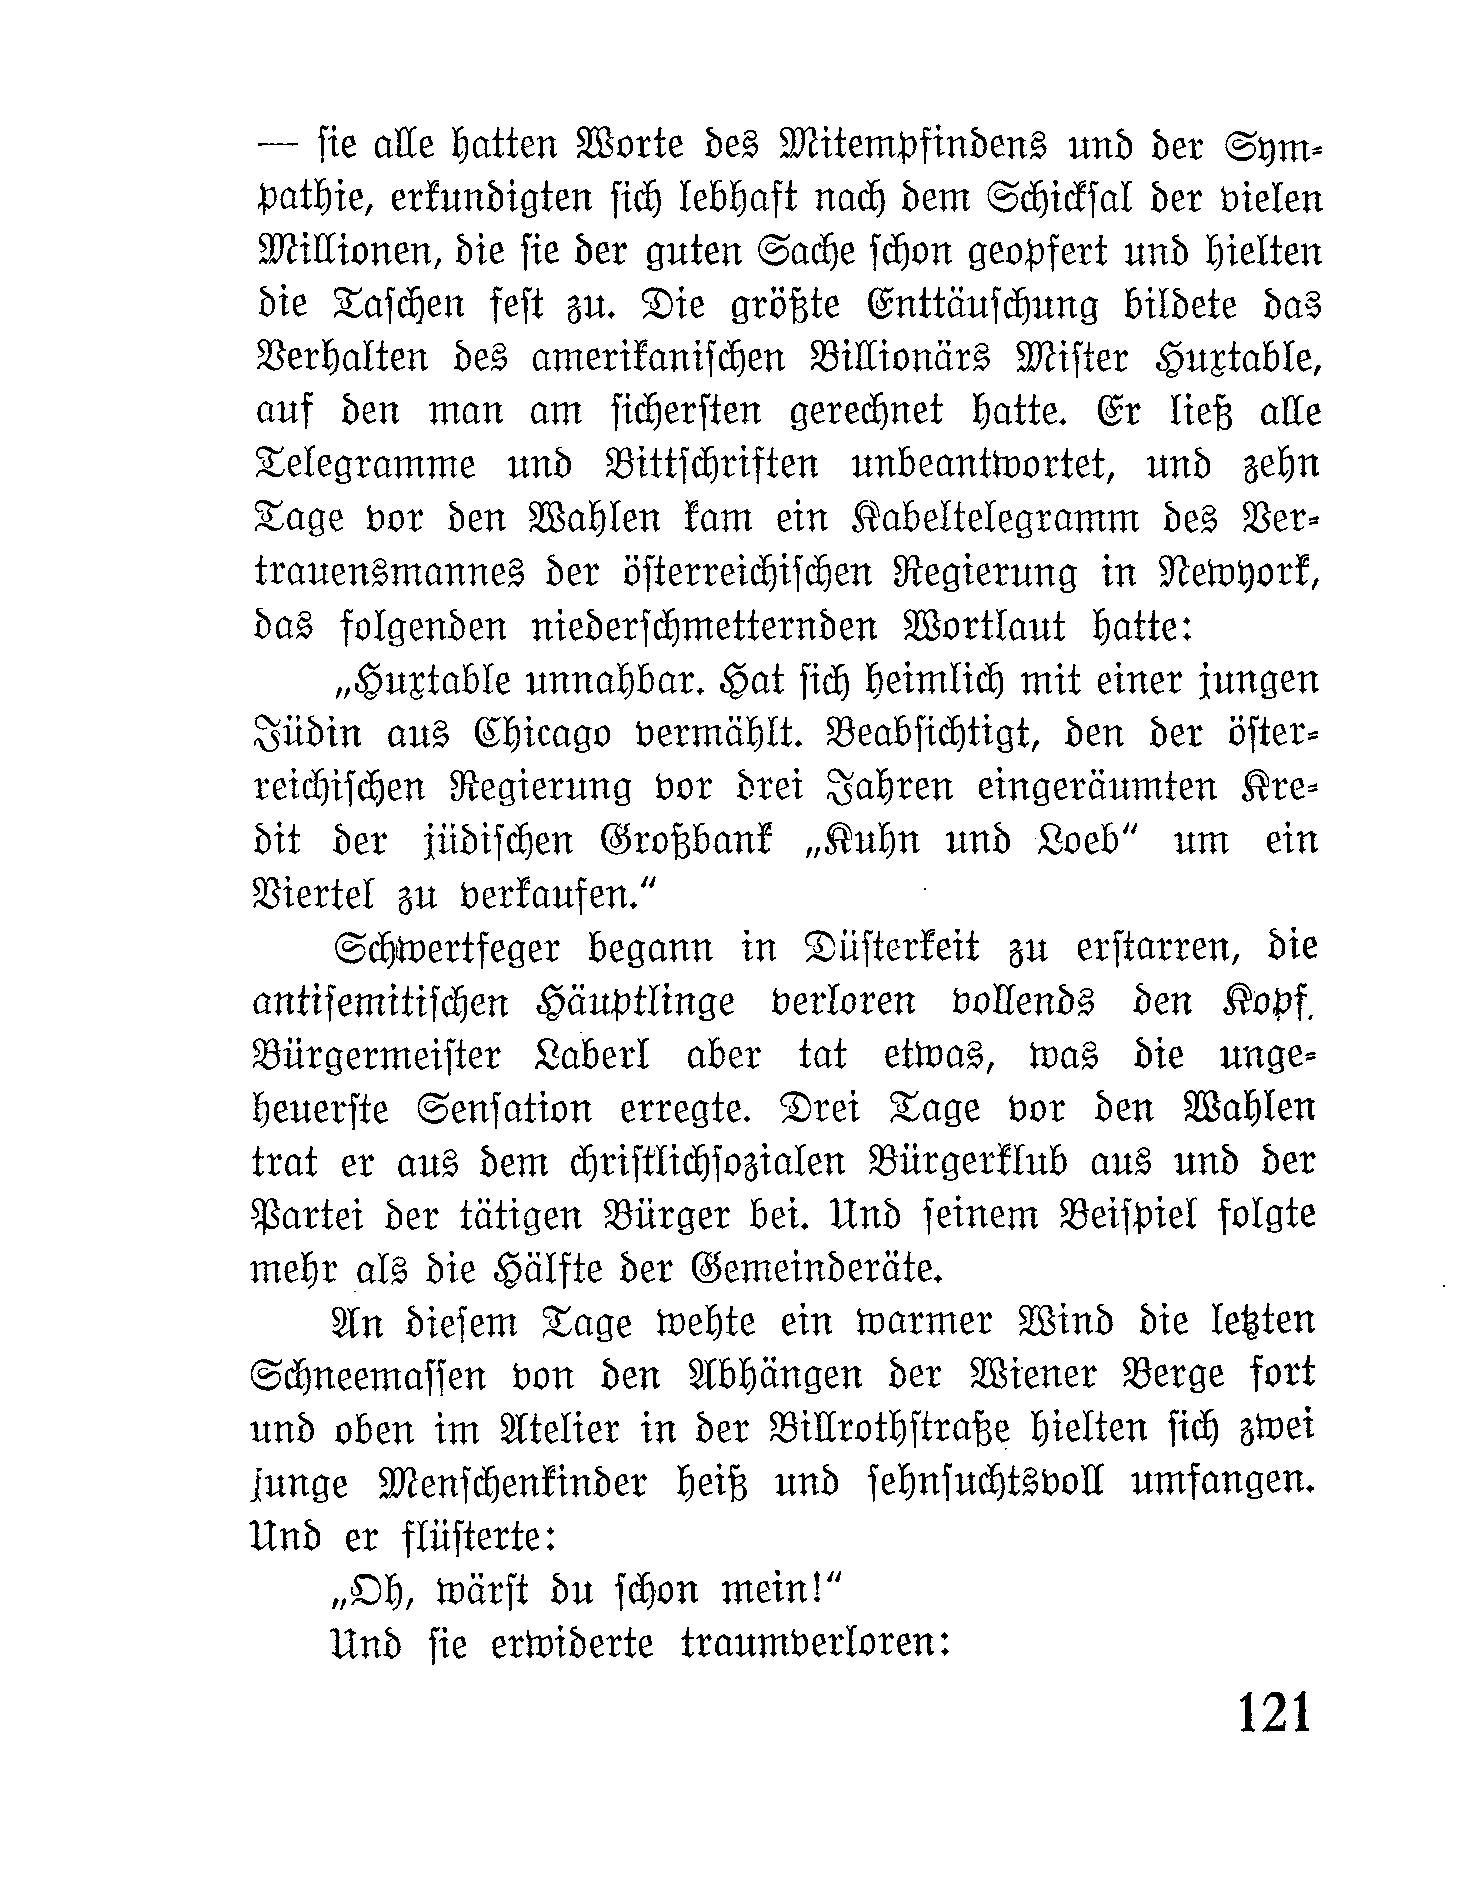 — ſie alle hatten Worte des Mitempfindens und der Sym-
pathie, erkundigten ſich lebhaft nach dem Schickſal der vielen
Millionen, die ſie der guten Sache ſchon geopfert und hielten
die Taſchen feſt zu. Die größte Enttäuſchung bildete das
Verhalten des amerikaniſchen Billionärs Miſter Huxtable,
auf den man am ſicherſten gerechnet hatte. Er ließ alle
Telegramme und Bittſchriften unbeantwortet, und zehn
Tage vor den Wahlen kam ein Kabeltelegramm des Ver-
trauensmannes der öſterreichiſchen Regierung in Newyork,
das folgenden niederſchmetternden Wortlaut hatte:
„Huxtable unnahbar. Hat ſich heimlich mit einer jungen
Jüdin aus Chicago vermählt. Beabſichtigt, den der öſter-
reichiſchen Regierung vor drei Jahren eingeräumten Kre-
dit der jüdiſchen Großbank „Kuhn und Loeb“ um ein
Viertel zu verkaufen.“
Schwertfeger begann in Düſterkeit zu erſtarren, die
antiſemitiſchen Häuptlinge verloren vollends den Kopf.
Bürgermeiſter Laberl aber tat etwas, was die unge-
heuerſte Senſation erregte. Drei Tage vor den Wahlen
trat er aus dem chriſtlichſozialen Bürgerklub aus und der
Partei der tätigen Bürger bei. Und ſeinem Beiſpiel folgte
mehr als die Hälfte der Gemeinderäte.
An dieſem Tage wehte ein warmer Wind die letzten
Schneemaſſen von den Abhängen der Wiener Berge fort
und oben im Atelier in der Billrothſtraße hielten ſich zwei
junge Menſchenkinder heiß und ſehnſuchtsvoll umfangen.
Und er flüſterte:
„Oh, wärſt du ſchon mein!“
Und ſie erwiderte traumverloren:
121